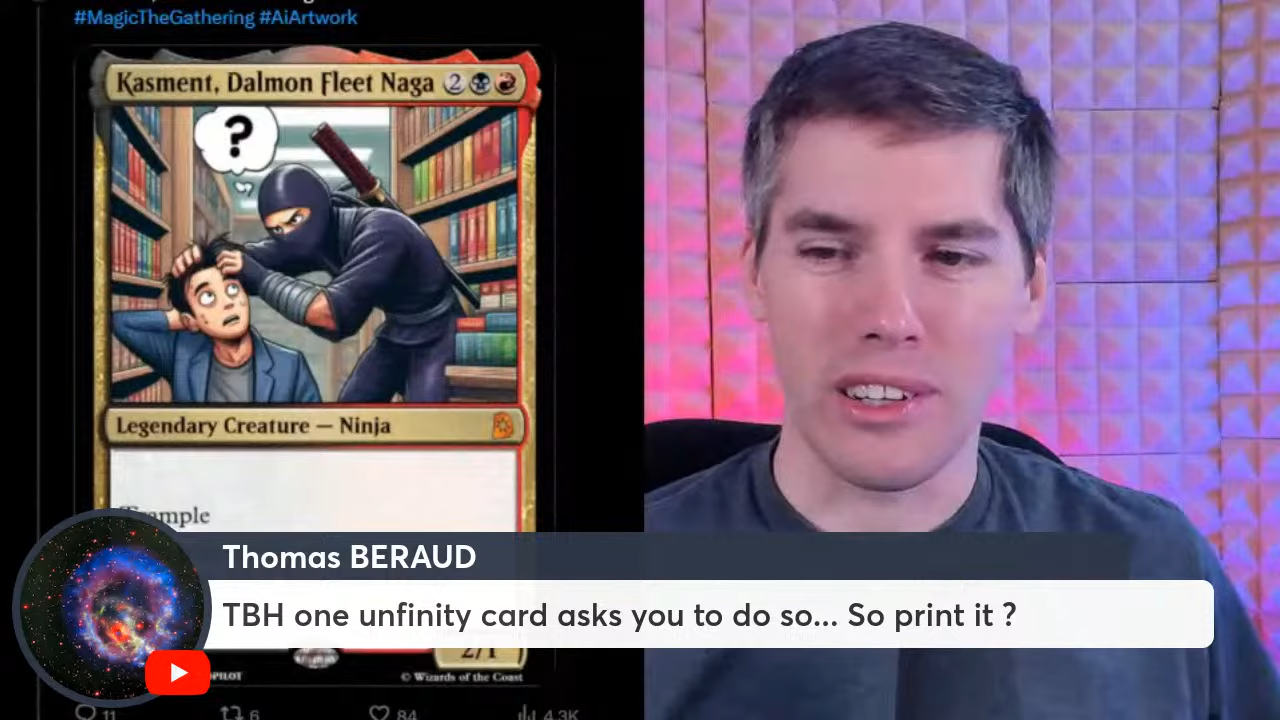 #MagicTheGathering #AiArtwork
Kasment, Dalmon Fleet Naga 2
?
Legendary Creature — Ninja
Thomas BERAUD
TBH one unfinity card asks you to do so... So print it ?
2/1
© Wizards of the Coast
11 6 84 4.3K